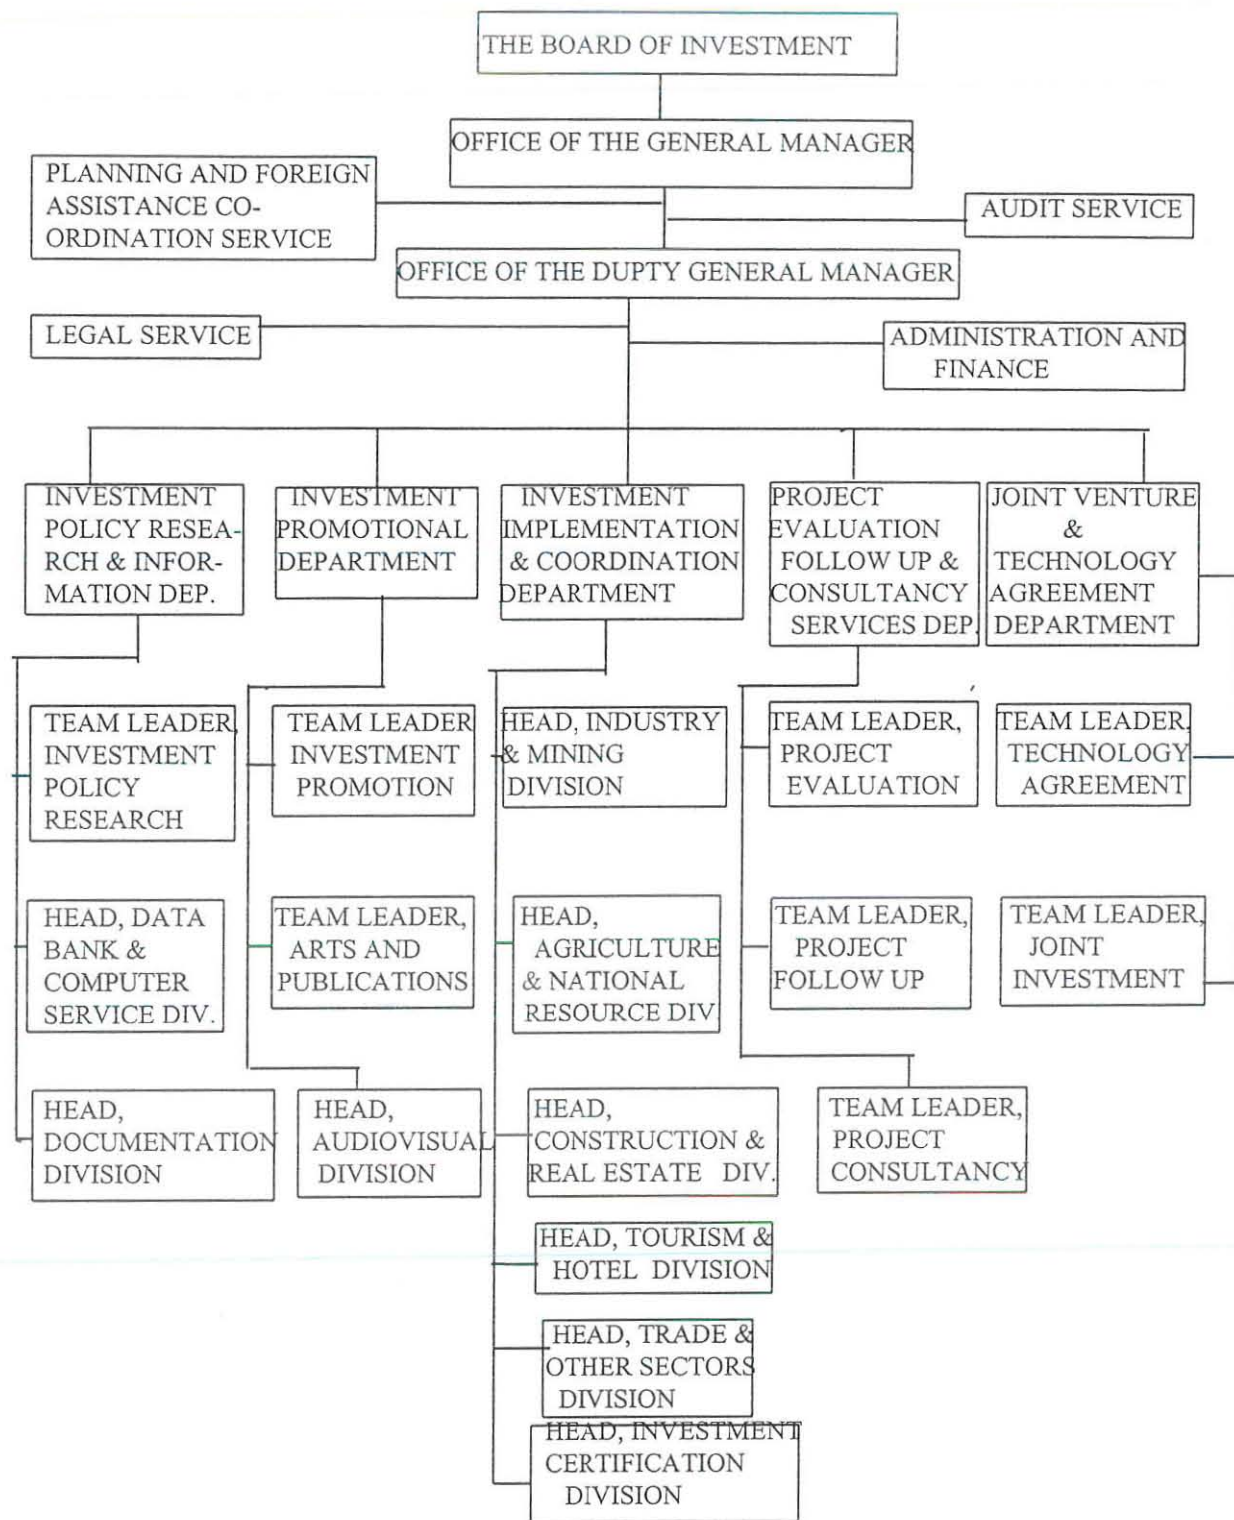 THE BOARD OF INVESTMENT
OFFICE OF THE GENERAL MANAGER
PLANNING AND FOREIGN
ASSISTANCE CO-
ORDINATION SERVICE
AUDIT SERVICE
OFFICE OF THE DUPTY GENERAL MANAGER
LEGAL SERVICE
ADMINISTRATION AND
FINANCE
INVESTMENT
POLICY RESEA-
RCH & INFOR-
MATION DEP.
INVESTMENT
PROMOTIONAL
DEPARTMENT
INVESTMENT
IMPLEMENTATION
& COORDINATION
DEPARTMENT
PROJECT
EVALUATION
FOLLOW UP &
CONSULTANCY
SERVICES DEP.
JOINT VENTURE
&
TECHNOLOGY
AGREEMENT
DEPARTMENT
TEAM LEADER,
INVESTMENT
POLICY
RESEARCH
TEAM LEADER
INVESTMENT
PROMOTION
HEAD, INDUSTRY
& MINING
DIVISION
TEAM LEADER,
PROJECT
EVALUATION
TEAM LEADER,
TECHNOLOGY
AGREEMENT
HEAD, DATA
BANK &
COMPUTER
SERVICE DIV.
TEAM LEADER,
ARTS AND
PUBLICATIONS
HEAD,
AGRICULTURE
& NATIONAL
RESOURCE DIV.
TEAM LEADER,
PROJECT
FOLLOW UP
TEAM LEADER,
JOINT
INVESTMENT
HEAD,
DOCUMENTATION
DIVISION
HEAD,
AUDIOVISUAL
DIVISION
HEAD,
CONSTRUCTION &
REAL ESTATE DIV.
TEAM LEADER,
PROJECT
CONSULTANCY
HEAD, TOURISM &
HOTEL DIVISION
HEAD, TRADE &
OTHER SECTORS
DIVISION
HEAD, INVESTMENT
CERTIFICATION
DIVISION